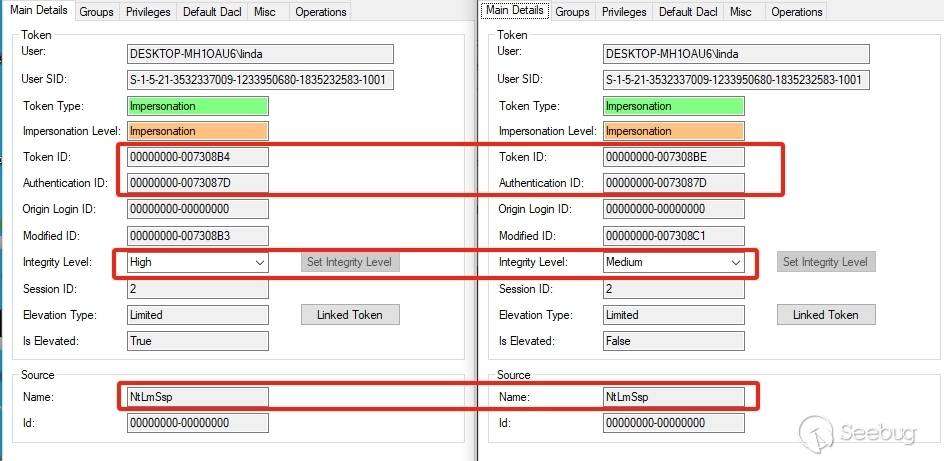 Main Details Groups Privileges Default Dacl Misc Operations
Token
User: DESKTOP-MH1OAU6\linda
User SID: S-1-5-21-3532337009-1233950680-1835232583-1001
Token Type: Impersonation
Impersonation Level: Impersonation
Token ID: 00000000-007308B4
Authentication ID: 00000000-0073087D
Origin Login ID: 00000000-00000000
Modified ID: 00000000-007308B3
Integrity Level: High Set Integrity Level
Session ID: 2
Elevation Type: Limited Linked Token
Is Elevated: True
Source
Name: NtLmSsp
Id: 00000000-00000000
Main Details Groups Privileges Default Dacl Misc Operations
Token
User: DESKTOP-MH1OAU6\linda
User SID: S-1-5-21-3532337009-1233950680-1835232583-1001
Token Type: Impersonation
Impersonation Level: Impersonation
Token ID: 00000000-007308BE
Authentication ID: 00000000-0073087D
Origin Login ID: 00000000-00000000
Modified ID: 00000000-007308C1
Integrity Level: Medium Set Integrity Level
Session ID: 2
Elevation Type: Limited Linked Token
Is Elevated: False
Source
Name: NtLmSsp
Id: 00000000-00000000
Seebug